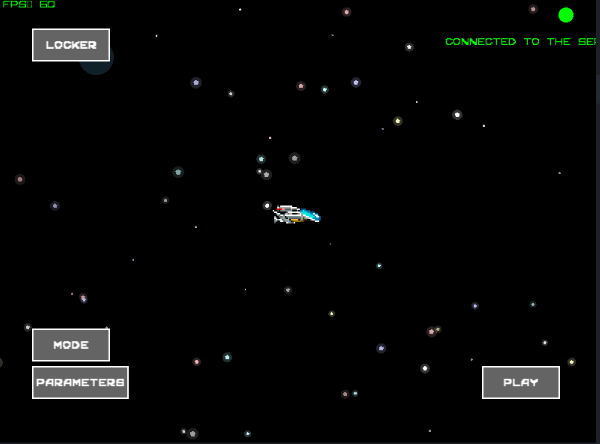 FPS: 60
LOCKER
CONNECTED TO THE SE
MODE
PARAMETERS
PLAY